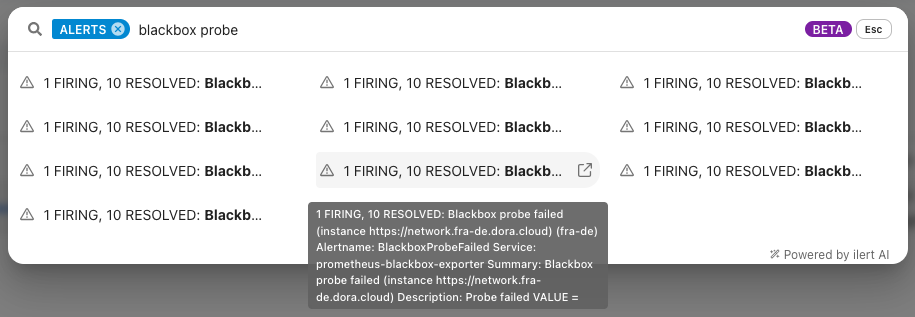 ALERTS blackbox probe BETA Esc
1 FIRING, 10 RESOLVED: Blackb... 1 FIRING, 10 RESOLVED: Blackb... 1 FIRING, 10 RESOLVED: Blackb...
1 FIRING, 10 RESOLVED: Blackb... 1 FIRING, 10 RESOLVED: Blackb... 1 FIRING, 10 RESOLVED: Blackb...
1 FIRING, 10 RESOLVED: Blackb... 1 FIRING, 10 RESOLVED: Blackb... 1 FIRING, 10 RESOLVED: Blackb...
1 FIRING, 10 RESOLVED: Blackb...
1 FIRING, 10 RESOLVED: Blackbox probe failed
(instance https://network.fra-de.dora.cloud) (fra-de)
Alertname: BlackboxProbeFailed Service:
prometheus-blackbox-exporter Summary: Blackbox
probe failed (instance https://network.fra-
de.dora.cloud) Description: Probe failed VALUE =
Powered by ilert AI